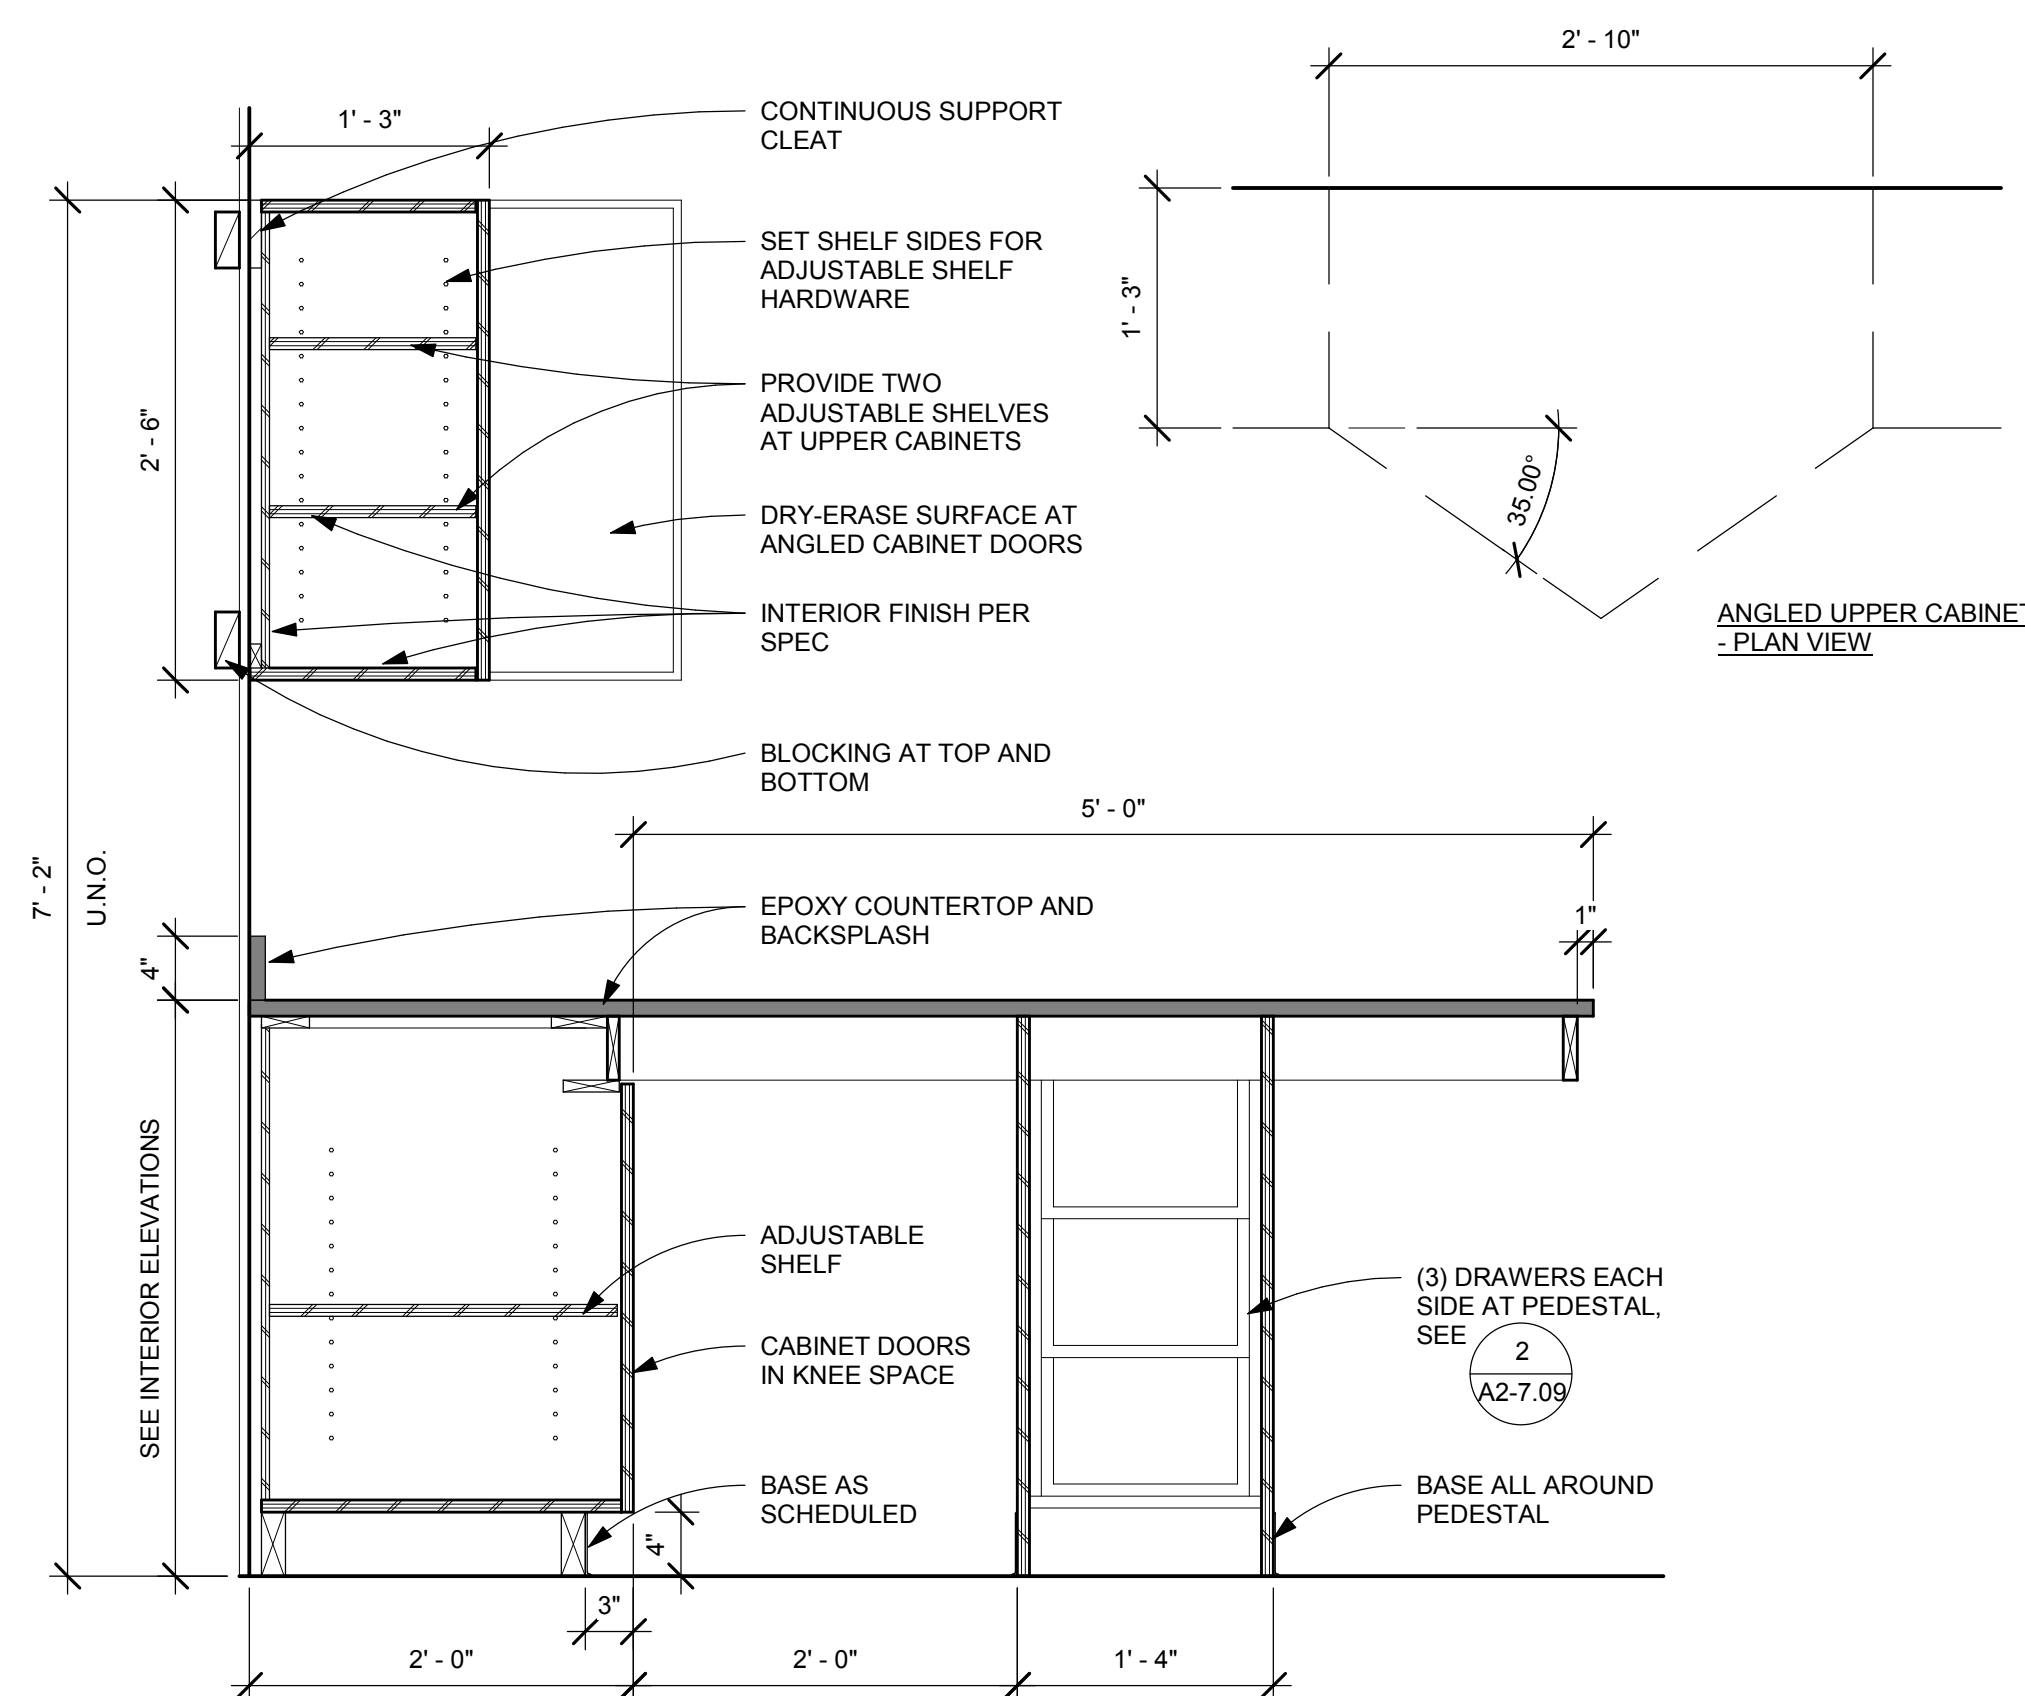 2' - 10"
1' - 3"
CONTINUOUS SUPPORT
CLEAT
SET SHELF SIDES FOR
ADJUSTABLE SHELF
HARDWARE
1' - 3"
PROVIDE TWO
ADJUSTABLE SHELVES
AT UPPER CABINETS
2' - 6"
35.00°
DRY-ERASE SURFACE AT
ANGLED CABINET DOORS
INTERIOR FINISH PER
SPEC
ANGLED UPPER CABINET
- PLAN VIEW
BLOCKING AT TOP AND
BOTTOM
5' - 0"
7' - 2"
U.N.O.
EPOXY COUNTERTOP AND
BACKSPLASH
1"
4"
SEE INTERIOR ELEVATIONS
ADJUSTABLE
SHELF
(3) DRAWERS EACH
SIDE AT PEDESTAL,
SEE
2
A2-7.09
CABINET DOORS
IN KNEE SPACE
BASE AS
SCHEDULED
BASE ALL AROUND
PEDESTAL
4"
3"
2' - 0"
2' - 0"
1' - 4"